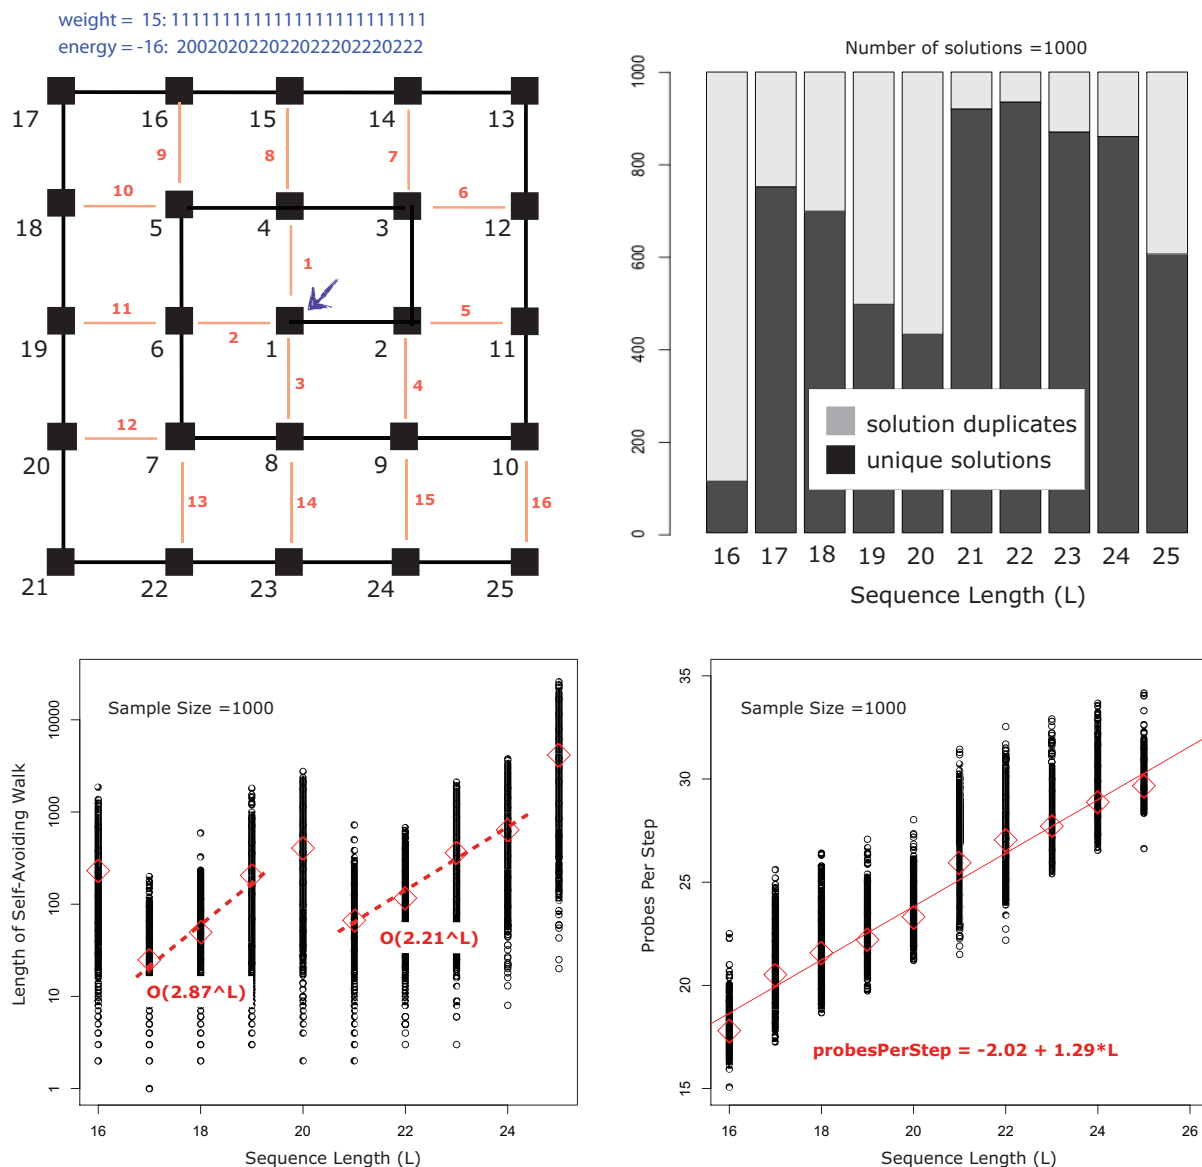 weight = 15: 1111111111111111111111111
energy = -16: 200202022022022202220222
17 16 15 14 13
9 8 7
10 6
18 5 4 3 12
1
11 2 5
19 6 1 2 11
3 4
12
20 7 8 9 10
13 14 15 16
21 22 23 24 25
Number of solutions =1000
1000
800
600
400
200
0
solution duplicates
unique solutions
16 17 18 19 20 21 22 23 24 25
Sequence Length (L)
Length of Self-Avoiding Walk
10000
1000
100
10
1
Sample Size =1000
O(2.87^L)
O(2.21^L)
16 18 20 22 24
Sequence Length (L)
Probes Per Step
35
30
25
20
15
Sample Size =1000
probesPerStep = -2.02 + 1.29*L
16 18 20 22 24 26
Sequence Length (L)